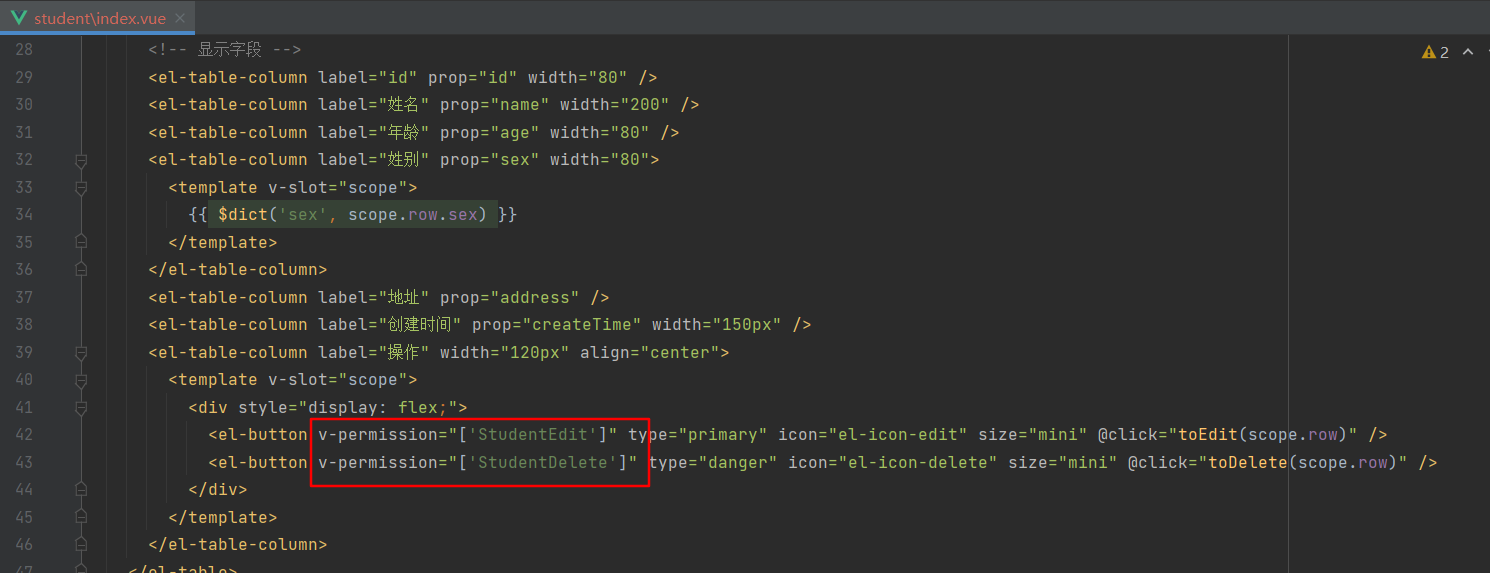 student\index.vue
2
28 <!-- 显示字段 -->
29 <el-table-column label="id" prop="id" width="80" />
30 <el-table-column label="姓名" prop="name" width="200" />
31 <el-table-column label="年龄" prop="age" width="80" />
32 <el-table-column label="姓别" prop="sex" width="80">
33 <template v-slot="scope">
34 {{ $dict('sex', scope.row.sex) }}
35 </template>
36 </el-table-column>
37 <el-table-column label="地址" prop="address" />
38 <el-table-column label="创建时间" prop="createTime" width="150px" />
39 <el-table-column label="操作" width="120px" align="center">
40 <template v-slot="scope">
41 <div style="display: flex;">
42 <el-button v-permission="['StudentEdit']" type="primary" icon="el-icon-edit" size="mini" @click="toEdit(scope.row)" />
43 <el-button v-permission="['StudentDelete']" type="danger" icon="el-icon-delete" size="mini" @click="toDelete(scope.row)" />
44 </div>
45 </template>
46 </el-table-column>
47 </el-table>